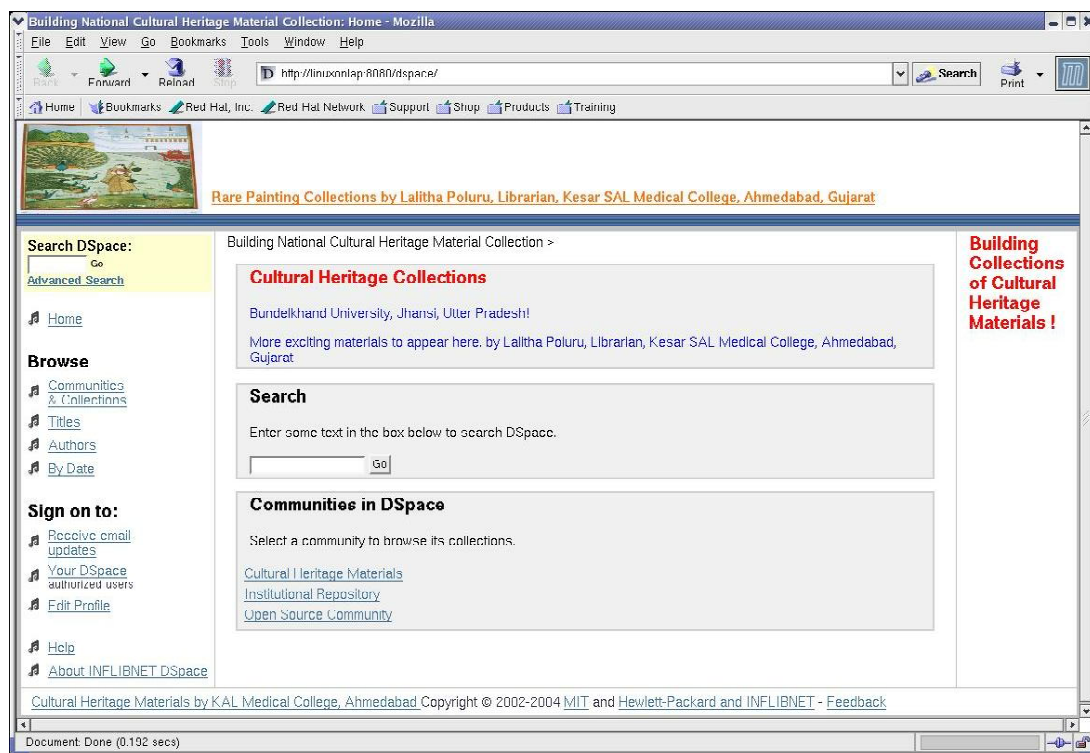 Building National Cultural Heritage Material Collection: Home - Mozilla
File Edit View Go Bookmarks Tools Window Help
Back Forward Reload Stop http://linuxonlap:8080/dspace/ Search Print
Home Bookmarks Red Hat, Inc. Red Hat Network Support Shop Products Training
Rare Painting Collections by Lalitha Poluru, Librarian, Kesar SAL Medical College, Ahmedabad, Gujarat
Search DSpace:
Go
Advanced Search
Home
Browse
Communities
& Collections
Titles
Authors
By Date
Sign on to:
Receive email
updates
Your DSpace
authorized users
Edit Profile
Help
About INFLIBNET DSpace
Building National Cultural Heritage Material Collection >
Cultural Heritage Collections
Bundelkhand University, Jhansi, Utter Pradesh!
More exciting materials to appear here. by Lalitha Poluru, Librarian, Kesar SAL Medical College, Ahmedabad,
Gujarat
Search
Enter some text in the box below to search DSpace.
Go
Communities in DSpace
Select a community to browse its collections.
Cultural Heritage Materials
Institutional Repository
Open Source Community
Building
Collections
of Cultural
Heritage
Materials !
Cultural Heritage Materials by KAL Medical College, Ahmedabad Copyright © 2002-2004 MIT and Hewlett-Packard and INFLIBNET - Feedback
Document: Done (0.192 secs)